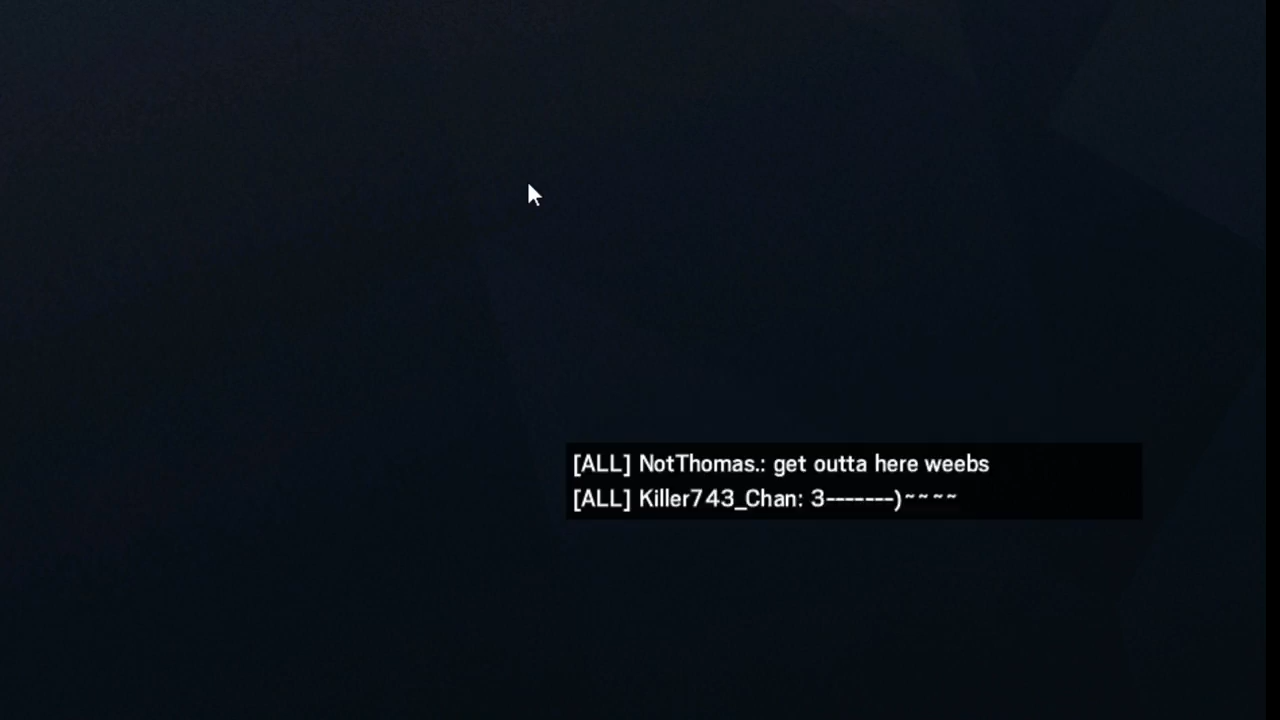 [ALL] NotThomas.: get outta here weebs
[ALL] Killer743_Chan: 3-------)~~~~